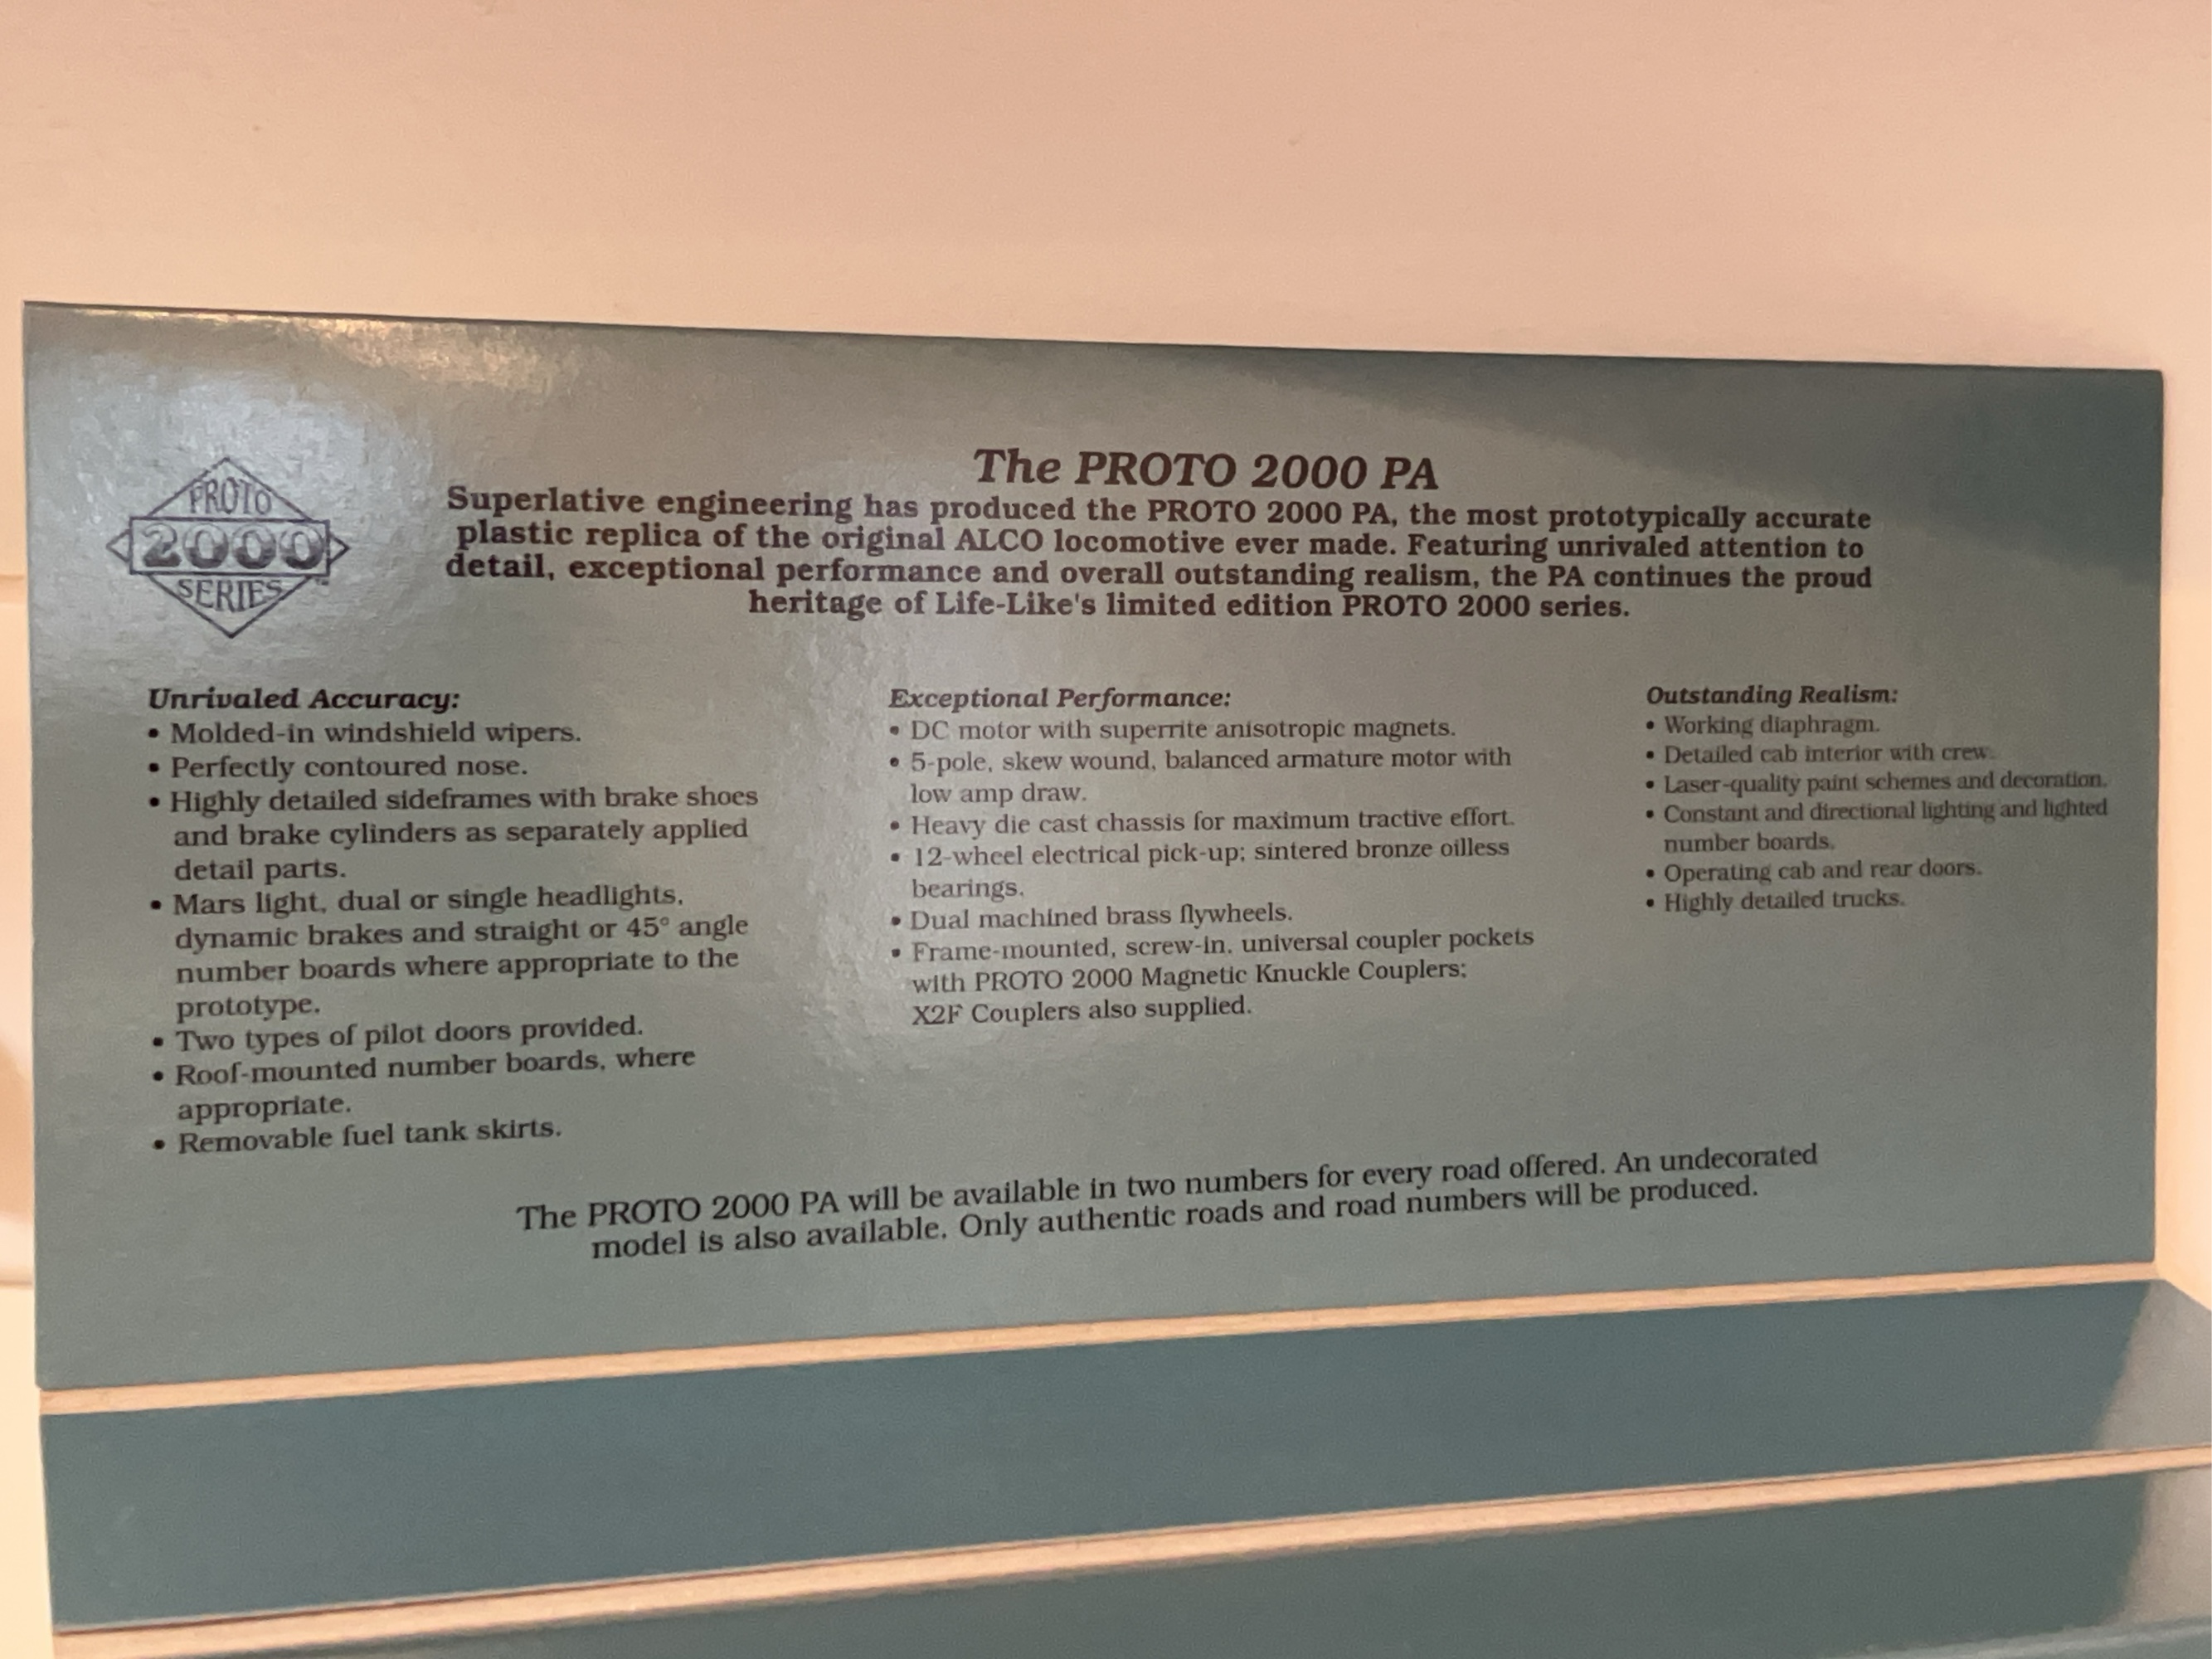 PROTO
2000
SERIES™
The PROTO 2000 PA
Superlative engineering has produced the PROTO 2000 PA, the most prototypically accurate
plastic replica of the original ALCO locomotive ever made. Featuring unrivaled attention to
detail, exceptional performance and overall outstanding realism, the PA continues the proud
heritage of Life-Like's limited edition PROTO 2000 series.
Unrivaled Accuracy:
• Molded-in windshield wipers.
• Perfectly contoured nose.
• Highly detailed sideframes with brake shoes
and brake cylinders as separately applied
detail parts.
• Mars light, dual or single headlights,
dynamic brakes and straight or 45° angle
number boards where appropriate to the
prototype.
• Two types of pilot doors provided.
• Roof-mounted number boards, where
appropriate.
• Removable fuel tank skirts.
Exceptional Performance:
• DC motor with superrite anisotropic magnets.
• 5-pole, skew wound, balanced armature motor with
low amp draw.
• Heavy die cast chassis for maximum tractive effort.
• 12-wheel electrical pick-up; sintered bronze oilless
bearings.
• Dual machined brass flywheels.
• Frame-mounted, screw-in, universal coupler pockets
with PROTO 2000 Magnetic Knuckle Couplers;
X2F Couplers also supplied.
Outstanding Realism:
• Working diaphragm.
• Detailed cab interior with crew.
• Laser-quality paint schemes and decoration.
• Constant and directional lighting and lighted
number boards.
• Operating cab and rear doors.
• Highly detailed trucks.
The PROTO 2000 PA will be available in two numbers for every road offered. An undecorated
model is also available. Only authentic roads and road numbers will be produced.